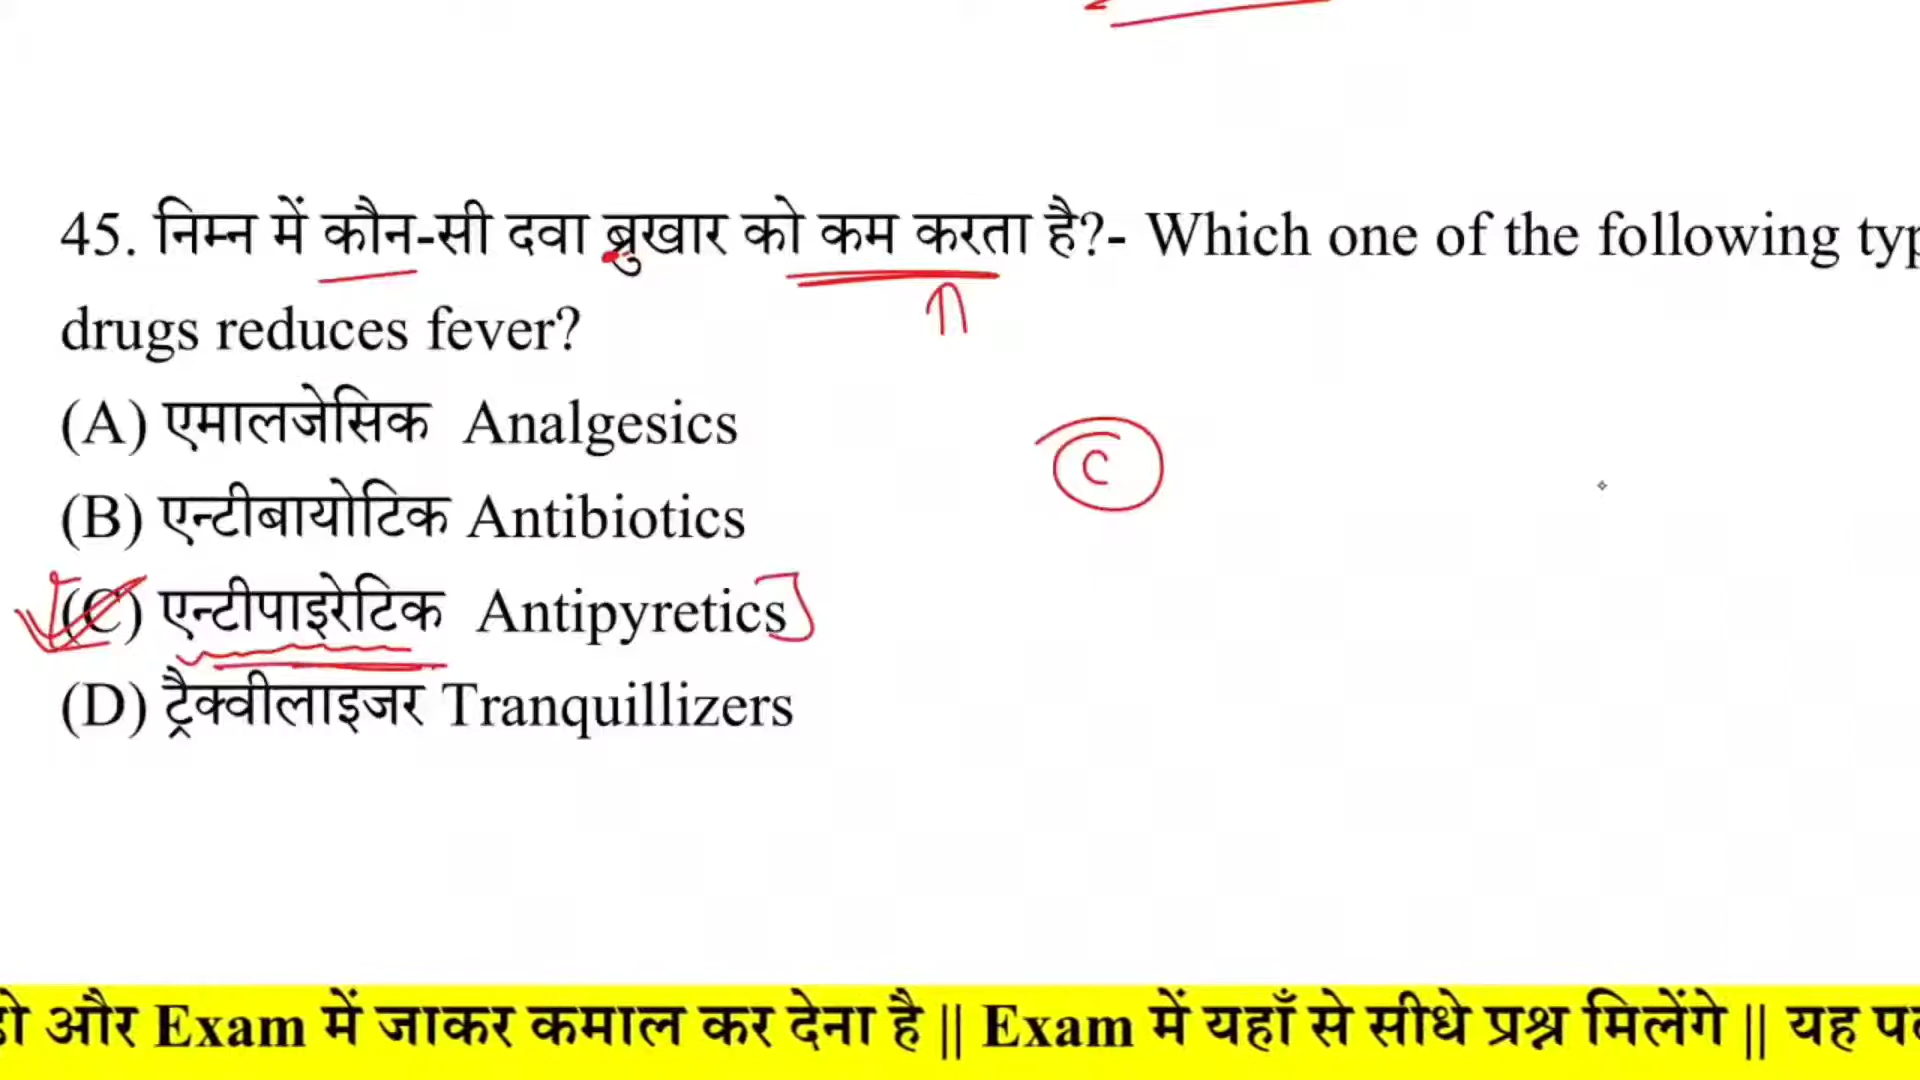 45. निम्न में कौन-सी दवा ब्रुखार को कम करता है?- Which one of the following typ
drugs reduces fever?
(A) एमालजेसिक Analgesics
C
(B) एन्टीबायोटिक Antibiotics
(C) एन्टीपाइरेटिक Antipyretics
(D) ट्रैक्वीलाइजर Tranquillizers
और Exam में जाकर कमाल कर देना है || Exam में यहाँ से सीधे प्रश्न मिलेंगे || यह